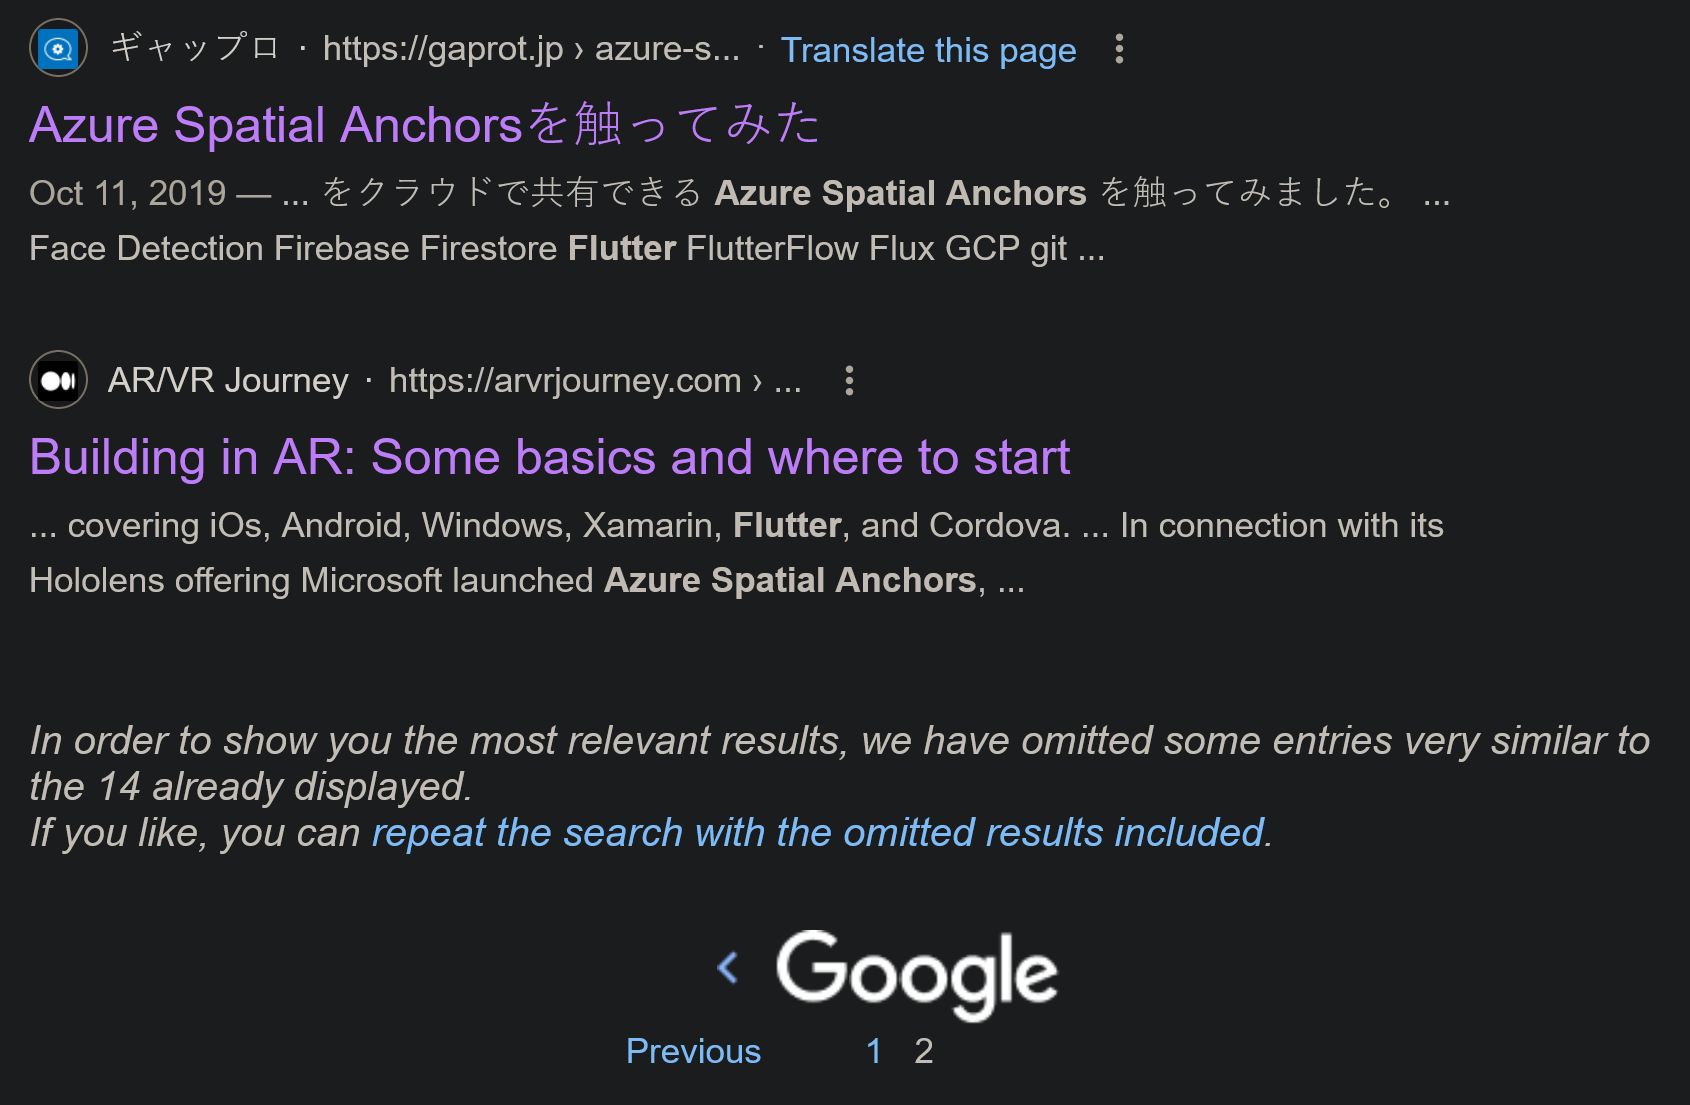 ギャップロ · https://gaprot.jp › azure-s... · Translate this page
Azure Spatial Anchorsを触ってみた
Oct 11, 2019 — ... をクラウドで共有できる Azure Spatial Anchors を触ってみました。 ...
Face Detection Firebase Firestore Flutter FlutterFlow Flux GCP git ...
AR/VR Journey · https://arvrjourney.com › ...
Building in AR: Some basics and where to start
... covering iOs, Android, Windows, Xamarin, Flutter, and Cordova. ... In connection with its
Hololens offering Microsoft launched Azure Spatial Anchors, ...
In order to show you the most relevant results, we have omitted some entries very similar to
the 14 already displayed.
If you like, you can repeat the search with the omitted results included.
< Google
Previous 1 2